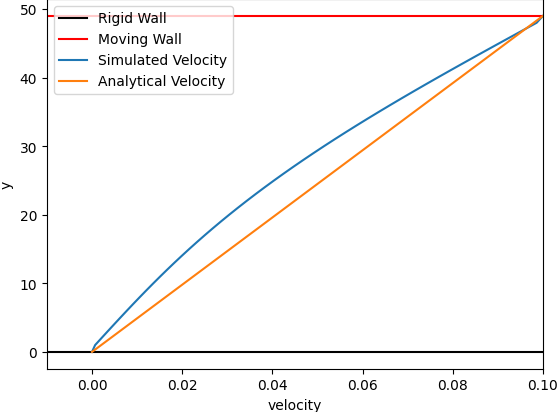 50
40
30
20
10
0
y
Rigid Wall
Moving Wall
Simulated Velocity
Analytical Velocity
0.00 0.02 0.04 0.06 0.08 0.10
velocity